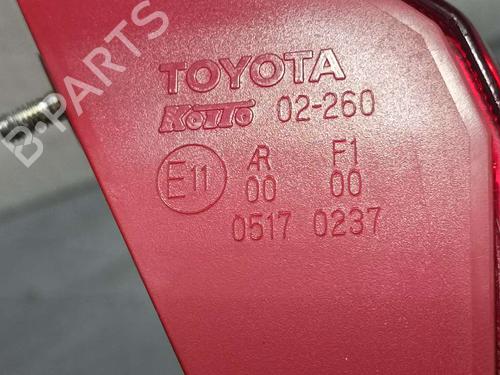 B-PARTS
TOYOTA
Koito 02-260
E11 AR F1
00 00
0517 0237